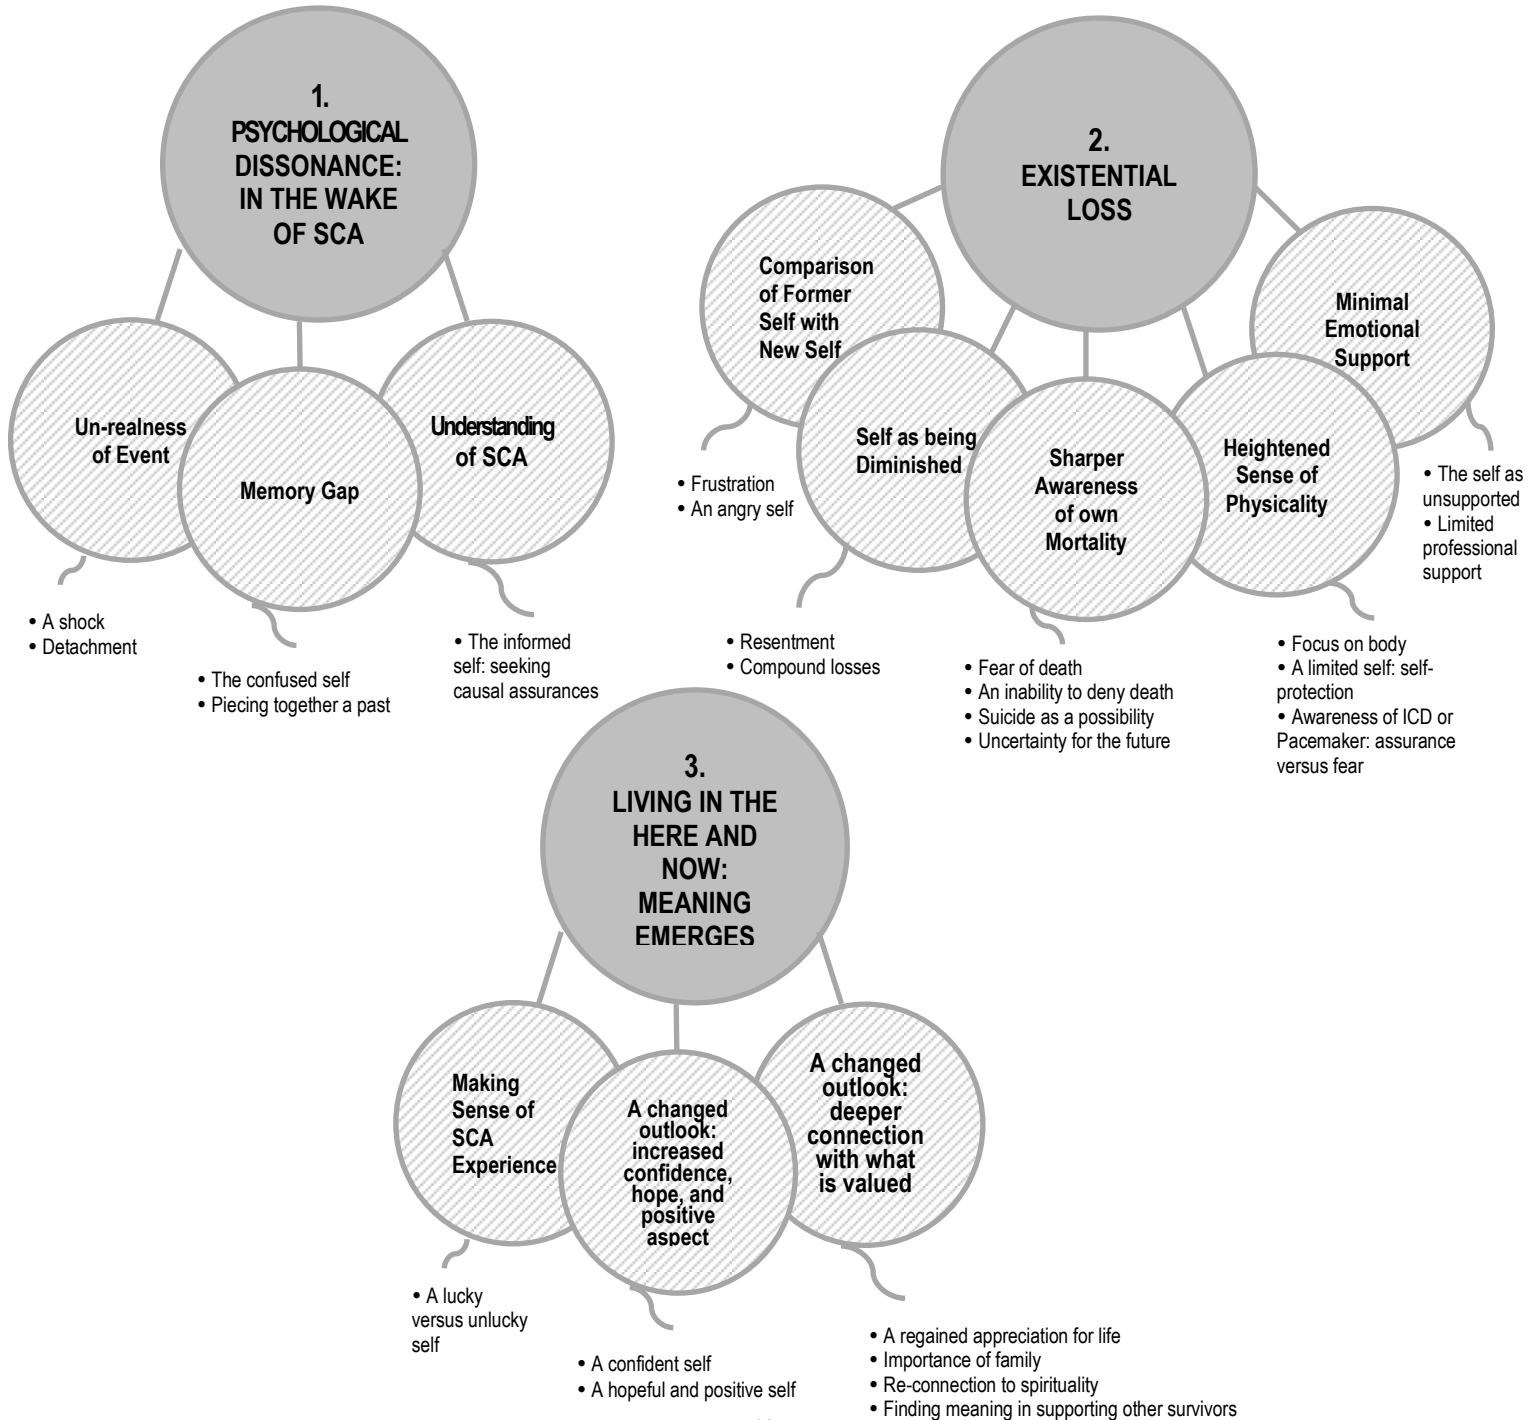 1.
PSYCHOLOGICAL
DISSONANCE:
IN THE WAKE
OF SCA
Un-realness
of Event
Memory Gap
Understanding
of SCA
• A shock
• Detachment
• The confused self
• Piecing together a past
• The informed
self: seeking
causal assurances
2.
EXISTENTIAL
LOSS
Comparison
of Former
Self with
New Self
Self as being
Diminished
Sharper
Awareness
of own
Mortality
Heightened
Sense of
Physicality
Minimal
Emotional
Support
• Frustration
• An angry self
• Resentment
• Compound losses
• Fear of death
• An inability to deny death
• Suicide as a possibility
• Uncertainty for the future
• Focus on body
• A limited self: self-
protection
• Awareness of ICD or
Pacemaker: assurance
versus fear
• The self as
unsupported
• Limited
professional
support
3.
LIVING IN THE
HERE AND
NOW:
MEANING
EMERGES
Making
Sense of
SCA
Experience
A changed
outlook:
increased
confidence,
hope, and
positive
aspect
A changed
outlook:
deeper
connection
with what
is valued
• A lucky
versus unlucky
self
• A confident self
• A hopeful and positive self
• A regained appreciation for life
• Importance of family
• Re-connection to spirituality
• Finding meaning in supporting other survivors